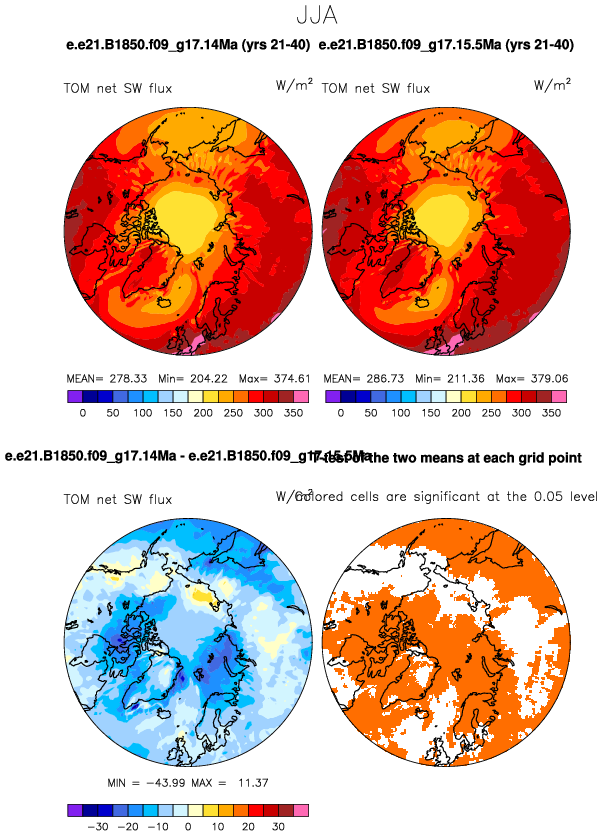 JJA
e.e21.B1850.f09_g17.14Ma (yrs 21-40) e.e21.B1850.f09_g17.15.5Ma (yrs 21-40)
TOM net SW flux W/m² TOM net SW flux W/m²
MEAN= 278.33 Min= 204.22 Max= 374.61 MEAN= 286.73 Min= 211.36 Max= 379.06
0 50 100 150 200 250 300 350 0 50 100 150 200 250 300 350
e.e21.B1850.f09_g17.14Ma - e.e21.B1850.f09_g17.15.5Ma T-test of the two means at each grid point
TOM net SW flux W/m² Colored cells are significant at the 0.05 level
MIN = −43.99 MAX = 11.37
−30 −20 −10 0 10 20 30